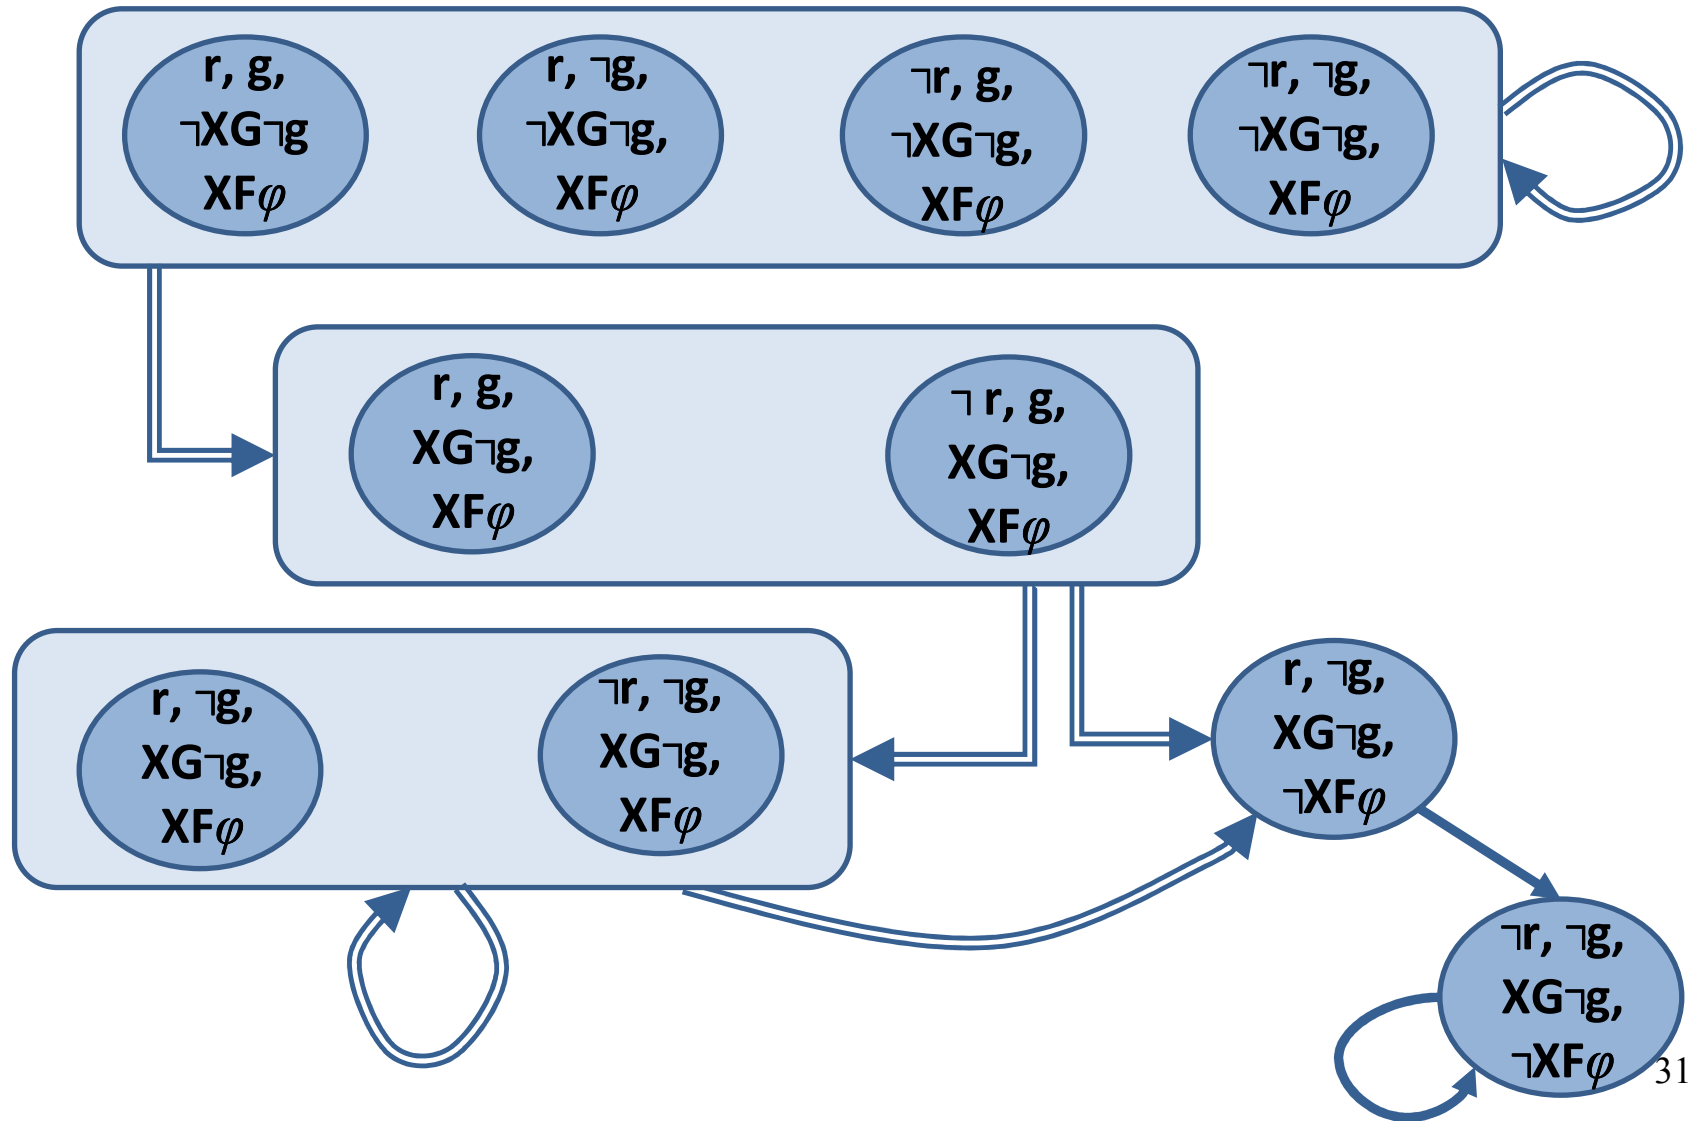 r, g,
¬XG¬g
XFφ
r, ¬g,
¬XG¬g,
XFφ
¬r, g,
¬XG¬g,
XFφ
¬r, ¬g,
¬XG¬g,
XFφ
r, g,
XG¬g,
XFφ
¬ r, g,
XG¬g,
XFφ
r, ¬g,
XG¬g,
XFφ
¬r, ¬g,
XG¬g,
XFφ
r, ¬g,
XG¬g,
¬XFφ
¬r, ¬g,
XG¬g,
¬XFφ
31